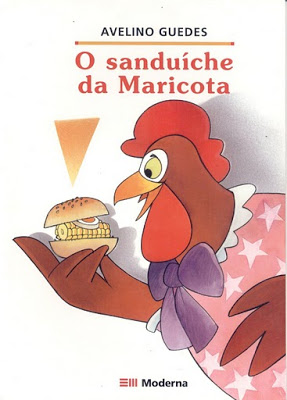 AVELINO GUEDES
O sanduíche
da Maricota
Moderna